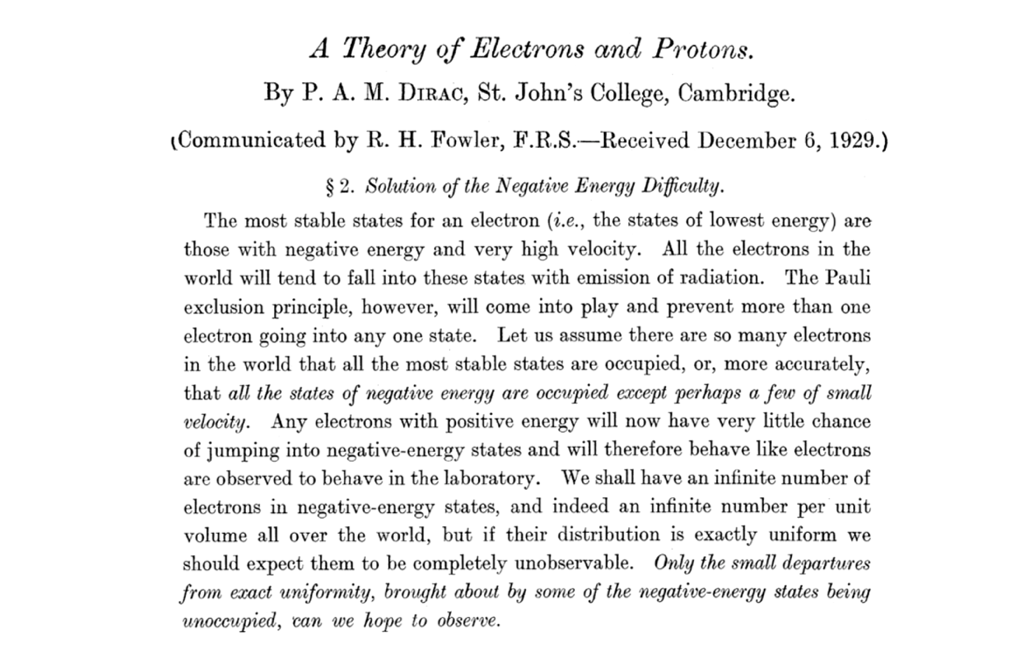 A Theory of Electrons and Protons.
By P. A. M. DIRAC, St. John's College, Cambridge.
(Communicated by R. H. Fowler, F.R.S.—Received December 6, 1929.)
§ 2. Solution of the Negative Energy Difficulty.
The most stable states for an electron (i.e., the states of lowest energy) are
those with negative energy and very high velocity. All the electrons in the
world will tend to fall into these states with emission of radiation. The Pauli
exclusion principle, however, will come into play and prevent more than one
electron going into any one state. Let us assume there are so many electrons
in the world that all the most stable states are occupied, or, more accurately,
that all the states of negative energy are occupied except perhaps a few of small
velocity. Any electrons with positive energy will now have very little chance
of jumping into negative-energy states and will therefore behave like electrons
are observed to behave in the laboratory. We shall have an infinite number of
electrons in negative-energy states, and indeed an infinite number per unit
volume all over the world, but if their distribution is exactly uniform we
should expect them to be completely unobservable. Only the small departures
from exact uniformity, brought about by some of the negative-energy states being
unoccupied, can we hope to observe.